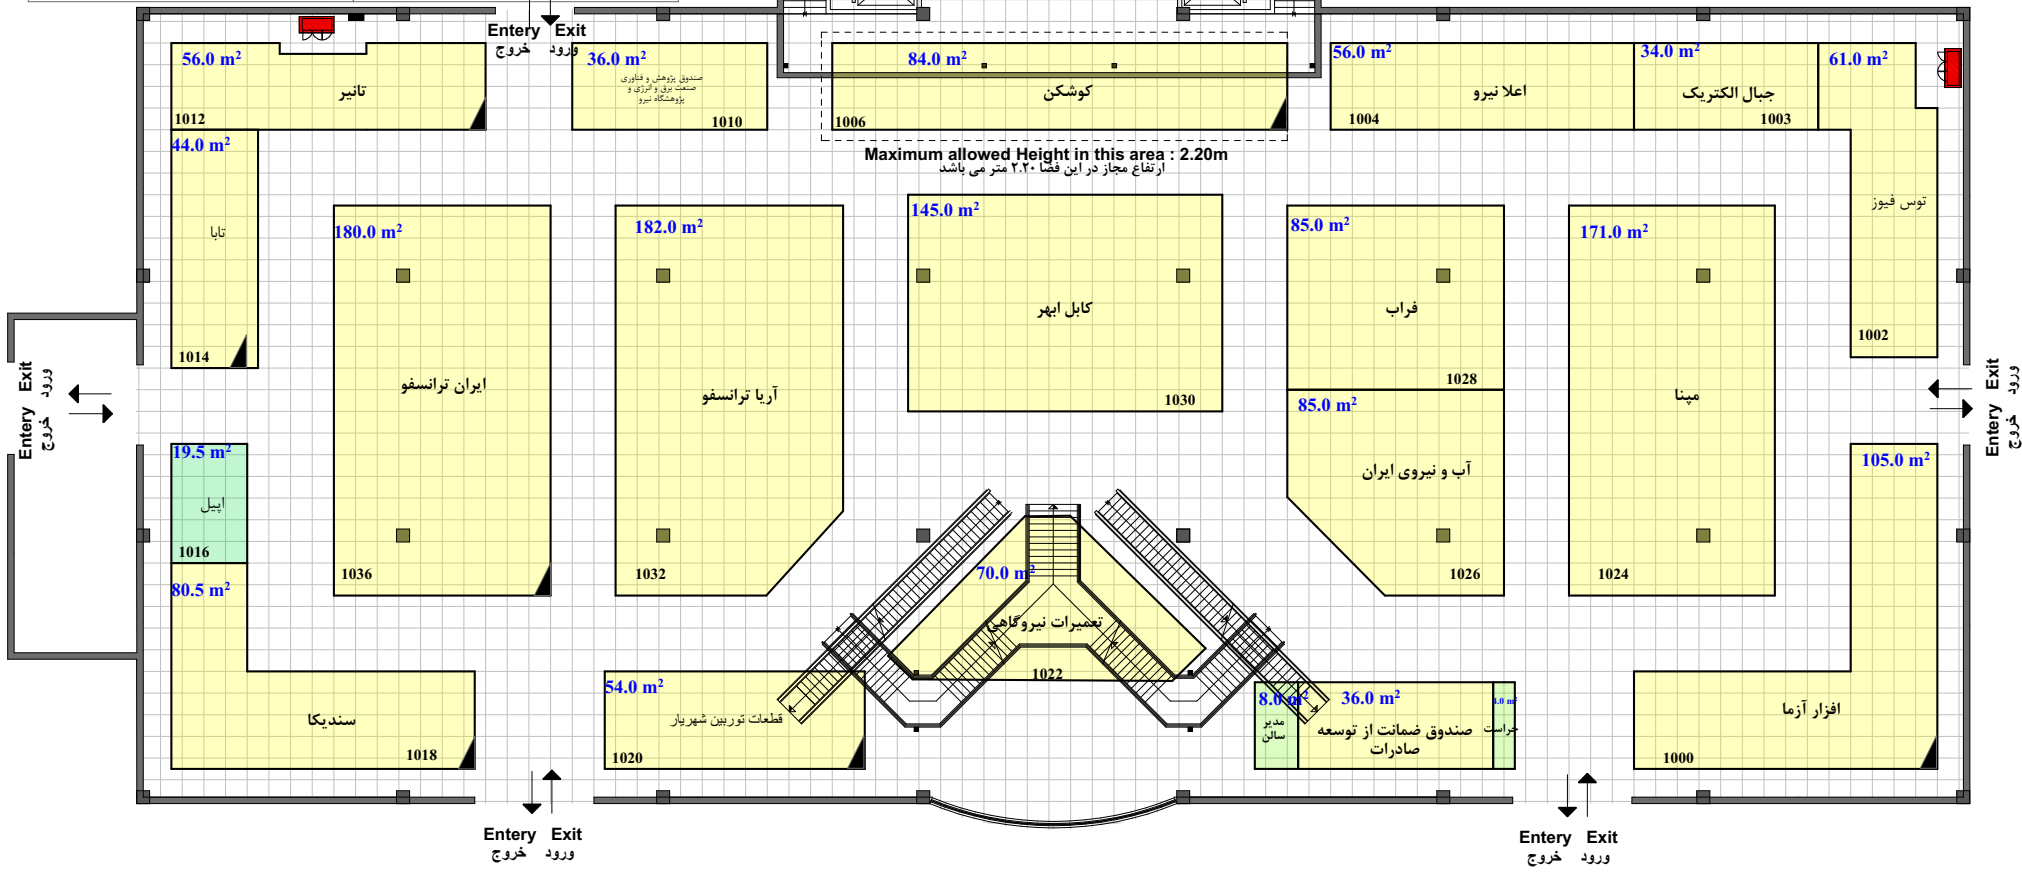 Entery Exit
خروج ورود
56.0 m²
تانیر
1012
36.0 m²
صندوق پژوهش و فناوری
صنعت برق و انرژی و
پژوهشگاه نیرو
1010
84.0 m²
کوشکن
1006
Maximum allowed Height in this area : 2.20m
ارتفاع مجاز در این فضا ۲.۲۰ متر می باشد
56.0 m²
اعلا نیرو
1004
34.0 m²
جبال الکتریک
1003
61.0 m²
توس فیوز
1002
44.0 m²
تابا
1014
180.0 m²
ایران ترانسفو
1036
182.0 m²
آریا ترانسفو
1032
145.0 m²
کابل ابهر
1030
85.0 m²
فراب
1028
85.0 m²
آب و نیروی ایران
1026
171.0 m²
مپنا
1024
Entery Exit
خروج ورود
Entery Exit
خروج ورود
19.5 m²
اپیل
1016
80.5 m²
سندیکا
1018
54.0 m²
قطعات توربین شهریار
1020
70.0 m²
تعمیرات نیروگاهی
1022
8.0 m²
مدیر
سالن
36.0 m²
صندوق ضمانت از توسعه
صادرات
حراست
105.0 m²
افزار آزما
1000
Entery Exit
خروج ورود
Entery Exit
خروج ورود